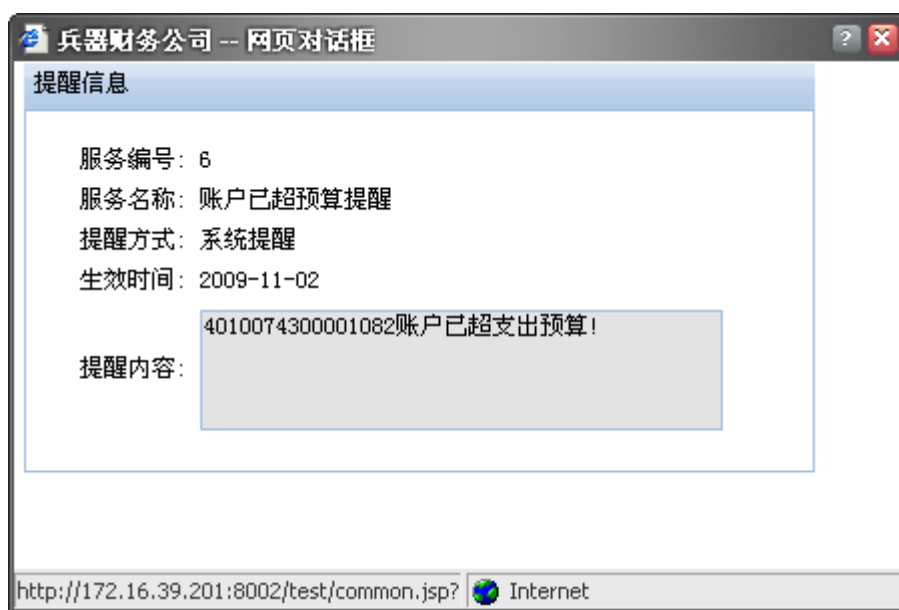 兵器财务公司 -- 网页对话框
提醒信息
服务编号: 6
服务名称: 账户已超预算提醒
提醒方式: 系统提醒
生效时间: 2009-11-02
4010074300001082账户已超支出预算!
提醒内容:
http://172.16.39.201:8002/test/common.jsp? Internet